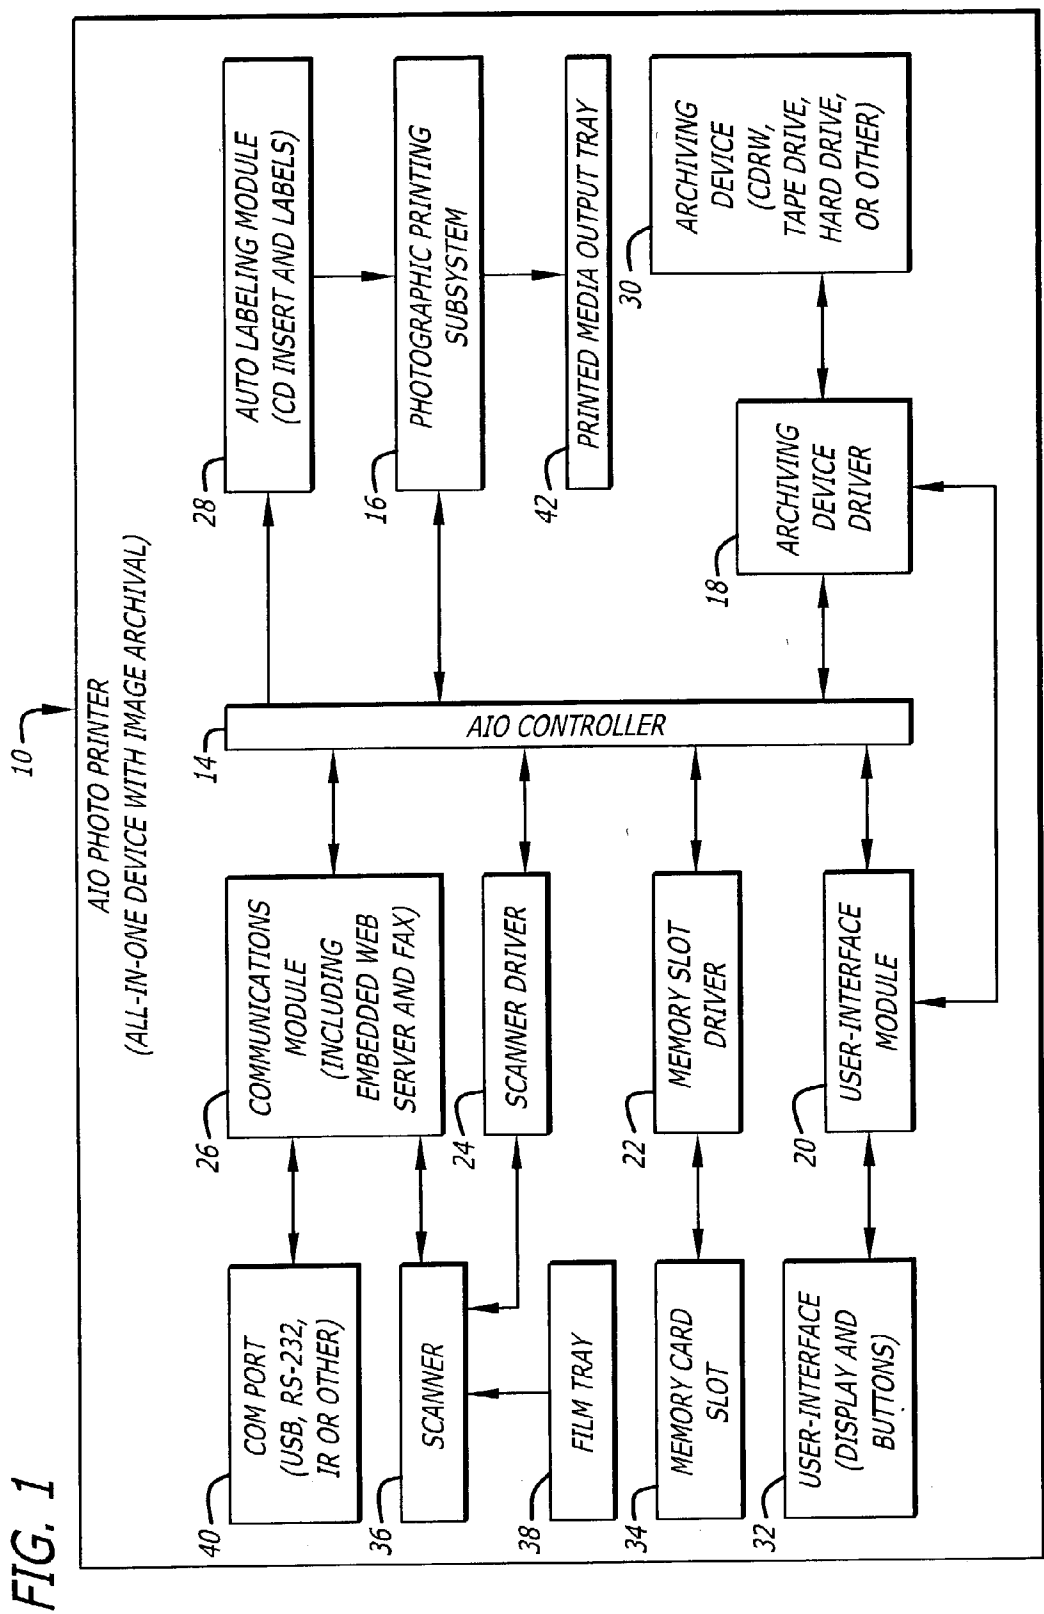 FIG. 1
10
AIO PHOTO PRINTER
(ALL-IN-ONE DEVICE WITH IMAGE ARCHIVAL)
40
COM PORT
(USB, RS-232,
IR OR OTHER)
36
SCANNER
38
FILM TRAY
34
MEMORY CARD
SLOT
32
USER-INTERFACE
(DISPLAY AND
BUTTONS)
26
COMMUNICATIONS
MODULE
(INCLUDING
EMBEDDED WEB
SERVER AND FAX)
24
SCANNER DRIVER
22
MEMORY SLOT
DRIVER
20
USER-INTERFACE
MODULE
14
AIO CONTROLLER
28
AUTO LABELING MODULE
(CD INSERT AND LABELS)
16
PHOTOGRAPHIC PRINTING
SUBSYSTEM
42
PRINTED MEDIA OUTPUT TRAY
18
ARCHIVING
DEVICE
DRIVER
30
ARCHIVING
DEVICE
(CDRW,
TAPE DRIVE,
HARD DRIVE,
OR OTHER)